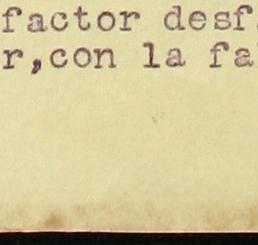 factor desf
r,con la fa